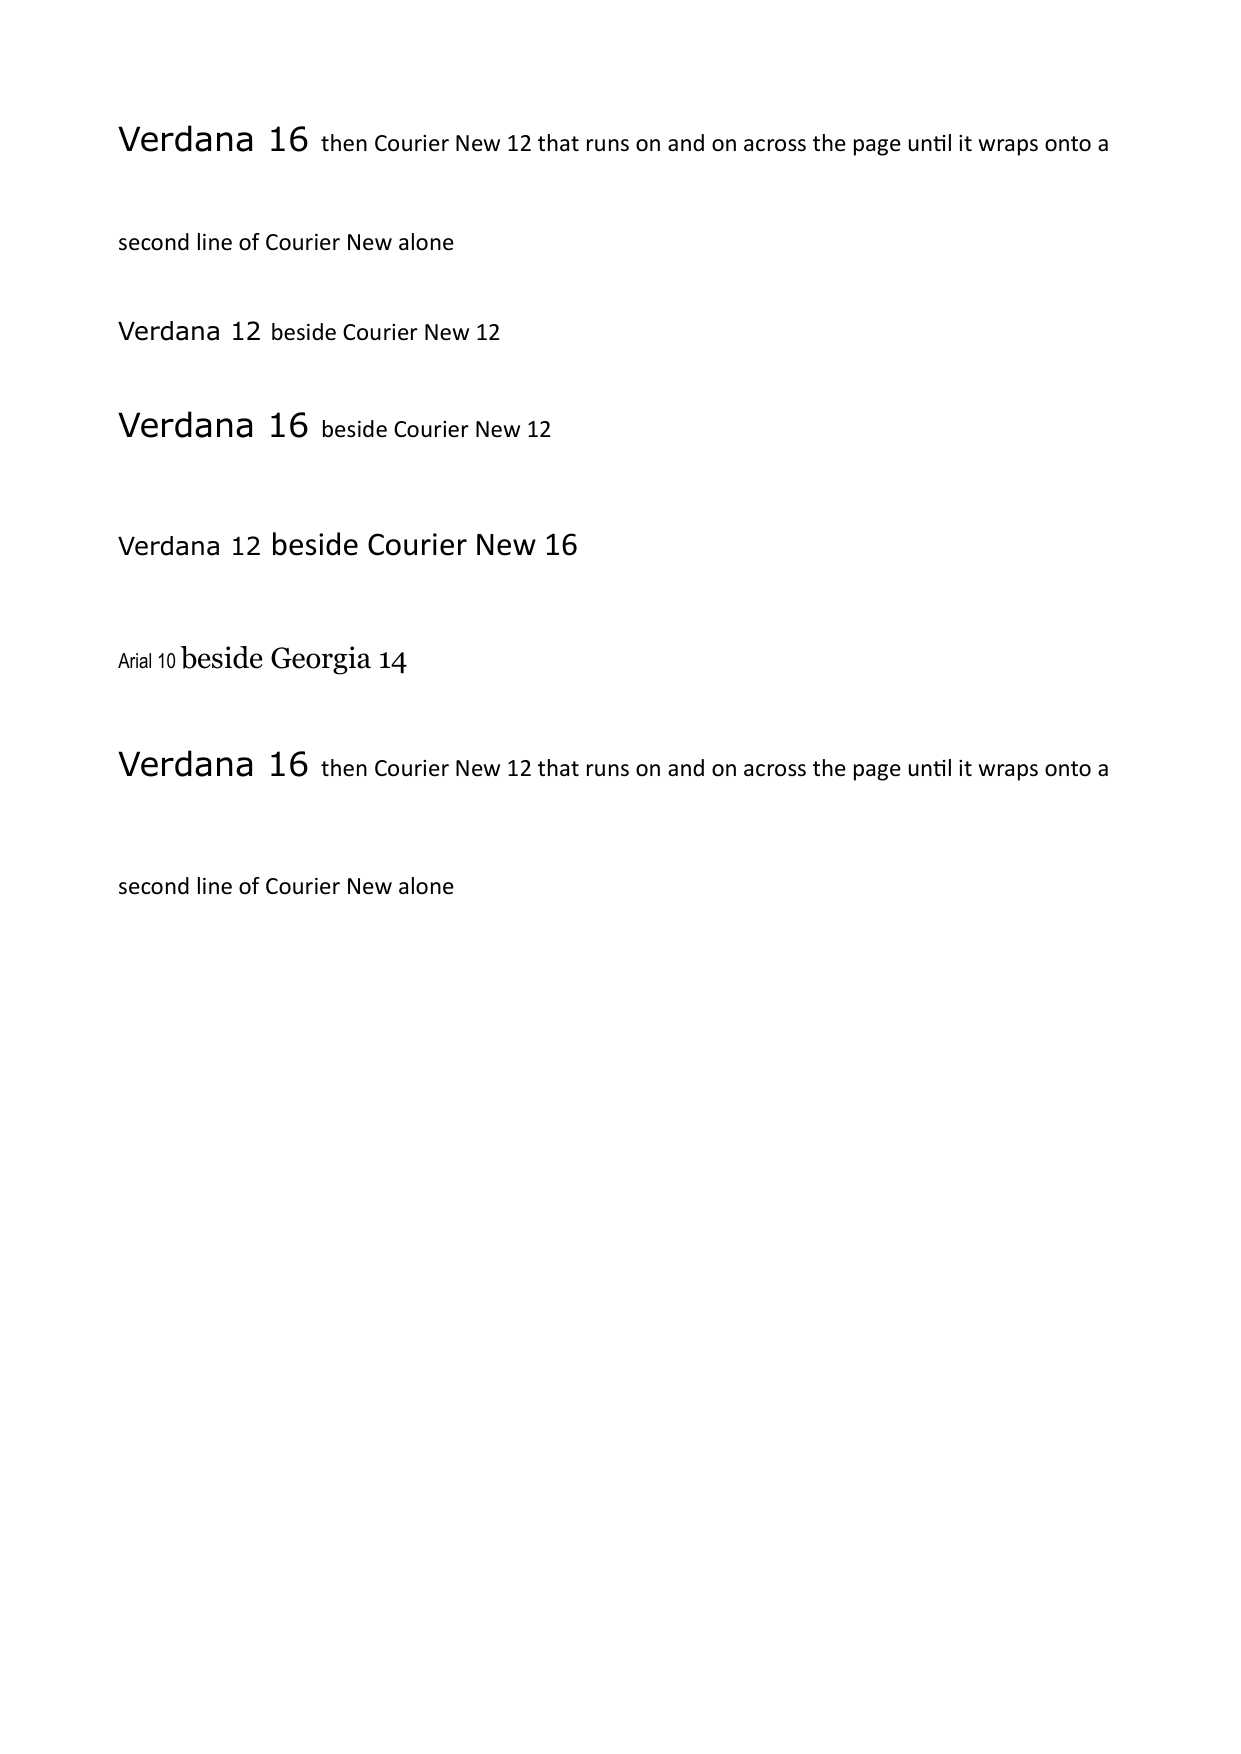 Verdana 16 then Courier New 12 that runs on and on across the page until it wraps onto a
second line of Courier New alone
Verdana 12 beside Courier New 12
Verdana 16 beside Courier New 12
Verdana 12 beside Courier New 16
Arial 10 beside Georgia 14
Verdana 16 then Courier New 12 that runs on and on across the page until it wraps onto a
second line of Courier New alone